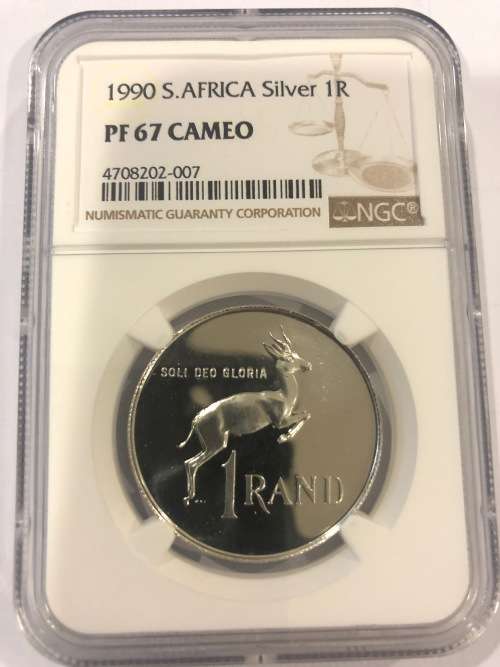 1990 S.AFRICA Silver 1R
PF 67 CAMEO
4708202-007
NUMISMATIC GUARANTY CORPORATION
NGC®
SOLI DEO GLORIA
1 RAND